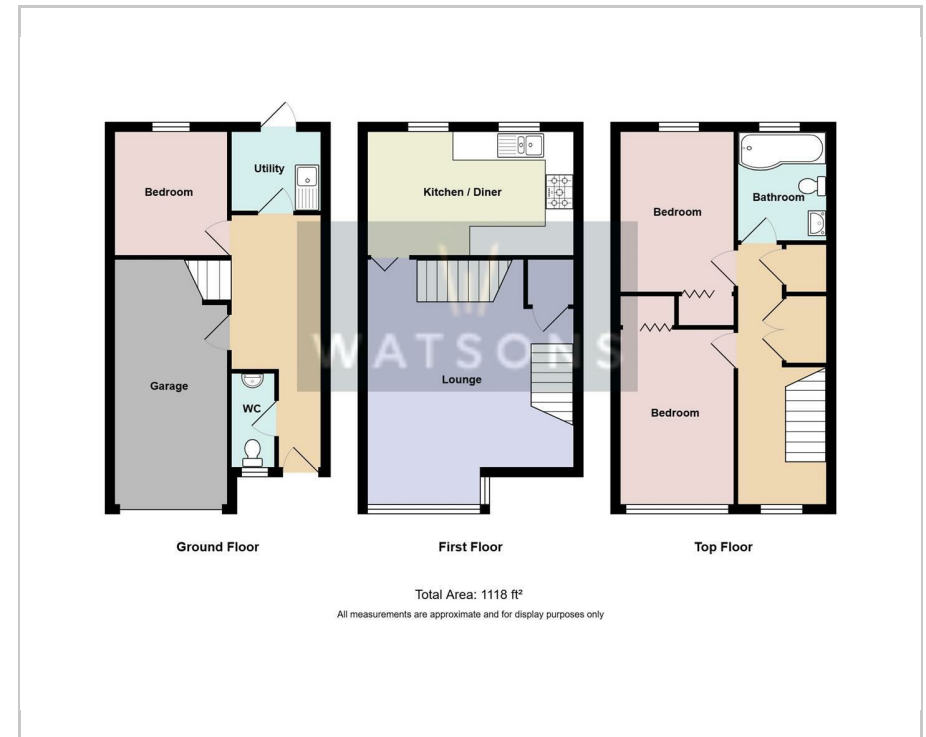 Bedroom
Utility
Garage
WC
Kitchen / Diner
Lounge
Bedroom
Bathroom
Bedroom
WATSONS
Ground Floor
First Floor
Top Floor
Total Area: 1118 ft²
All measurements are approximate and for display purposes only